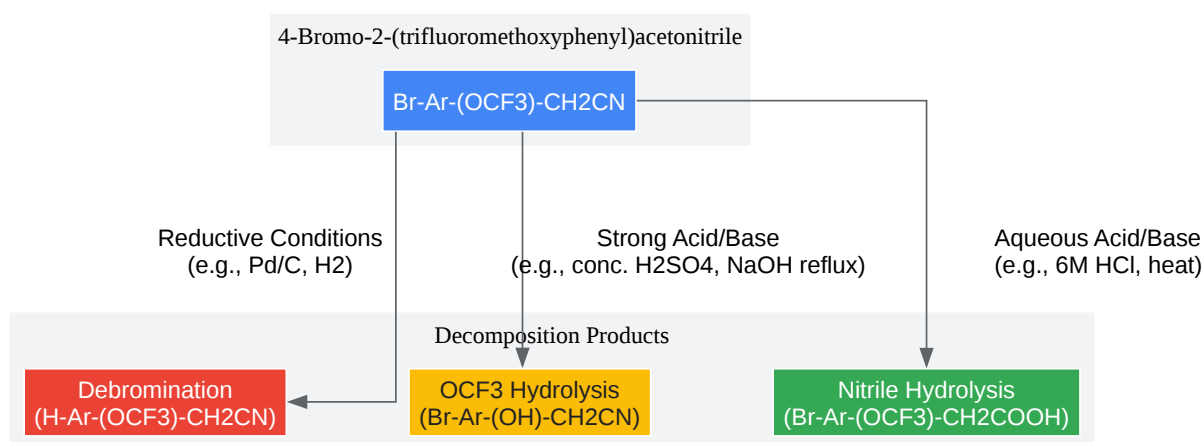 4-Bromo-2-(trifluoromethoxyphenyl)acetonitrile
Br-Ar-(OCF3)-CH2CN
Reductive Conditions
(e.g., Pd/C, H2)
Strong Acid/Base
(e.g., conc. H2SO4, NaOH reflux)
Aqueous Acid/Base
(e.g., 6M HCl, heat)
Decomposition Products
Debromination
(H-Ar-(OCF3)-CH2CN)
OCF3 Hydrolysis
(Br-Ar-(OH)-CH2CN)
Nitrile Hydrolysis
(Br-Ar-(OCF3)-CH2COOH)